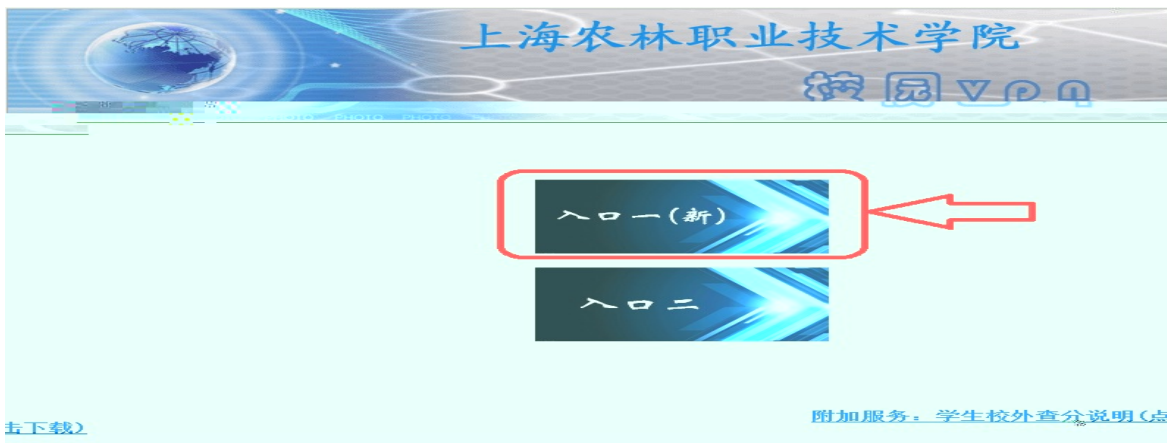 上海农林职业技术学院
校园vpn
入口一(新)
入口二
附加服务：学生校外查分说明(点
击下载)